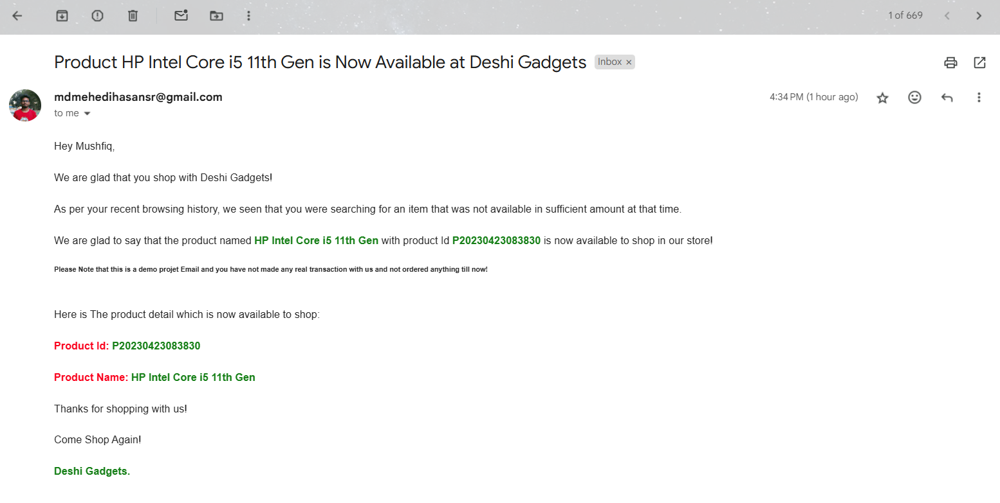 1 of 669
Product HP Intel Core i5 11th Gen is Now Available at Deshi Gadgets Inbox ×
mdmehedihasansr@gmail.com 4:34 PM (1 hour ago)
to me
Hey Mushfiq,
We are glad that you shop with Deshi Gadgets!
As per your recent browsing history, we seen that you were searching for an item that was not available in sufficient amount at that time.
We are glad to say that the product named HP Intel Core i5 11th Gen with product Id P20230423083830 is now available to shop in our store!
Please Note that this is a demo projet Email and you have not made any real transaction with us and not ordered anything till now!
Here is The product detail which is now available to shop:
Product Id: P20230423083830
Product Name: HP Intel Core i5 11th Gen
Thanks for shopping with us!
Come Shop Again!
Deshi Gadgets.